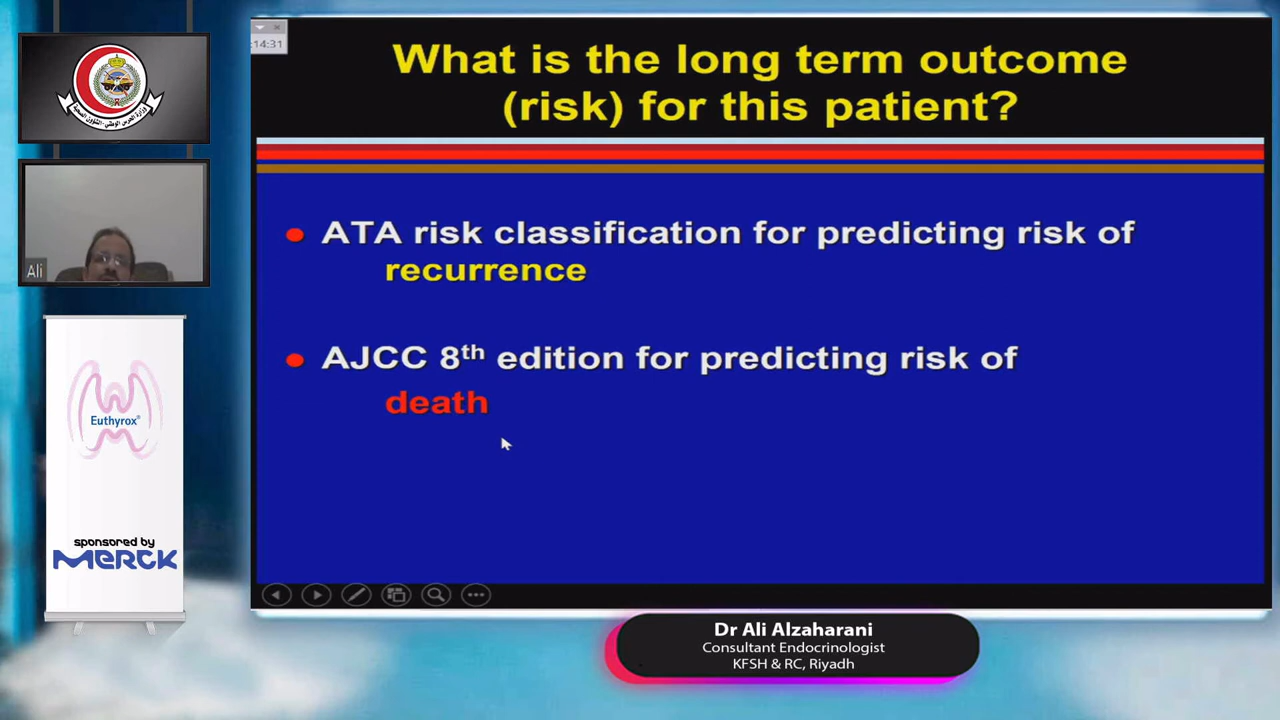 :14:31
What is the long term outcome
(risk) for this patient?
ATA risk classification for predicting risk of
recurrence
AJCC 8th edition for predicting risk of
death
Ali
Euthyrox®
sponsored by
MERCK
Dr Ali Alzaharani
Consultant Endocrinologist
KFSH & RC, Riyadh